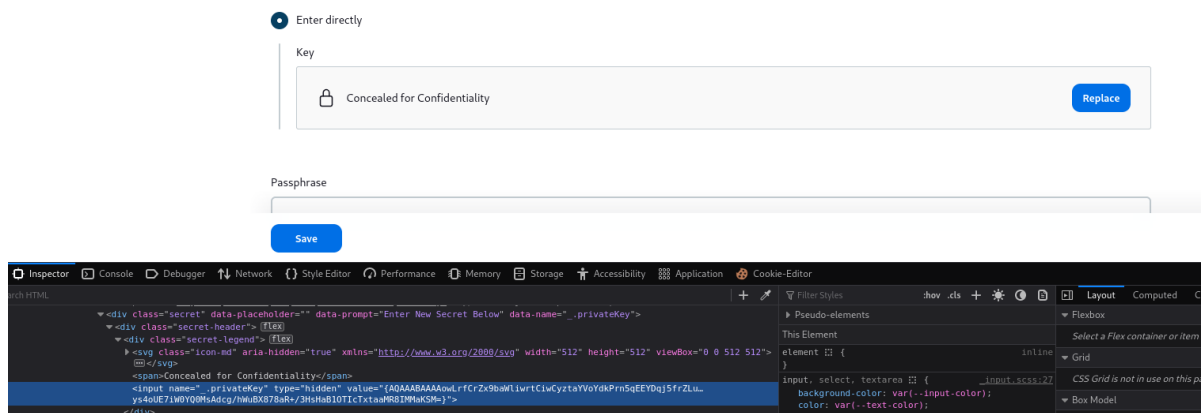 Enter directly
Key
Concealed for Confidentiality
Replace
Passphrase
Save
Inspector Console Debugger Network Style Editor Performance Memory Storage Accessibility Application Cookie-Editor
arch HTML
<div class="secret" data-placeholder="" data-prompt="Enter New Secret Below" data-name="_.privateKey">
<div class="secret-header"> flex
<div class="secret-legend"> flex
<svg class="icon-md" aria-hidden="true" xmlns="http://www.w3.org/2000/svg" width="512" height="512" viewBox="0 0 512 512">
</svg>
<span>Concealed for Confidentiality</span>
<input name="_.privateKey" type="hidden" value="{AQAAABAAAAowLrfCrZx9baWliwrtCiwCyztaYVoYdkPrn5qEEYDqj5frZLu…
ys4oUE7iW0YQ0MsAdcg/hWuBX878aR+/3HsHaB1OTIcTxtaaMR8IMMaKSM=}">
</div>
Filter Styles :hov .cls
Pseudo-elements
This Element
element { inline
}
input, select, textarea { _input.scss:27
background-color: var(--input-color);
color: var(--text-color);
Layout Computed C
Flexbox
Select a Flex container or item
Grid
CSS Grid is not in use on this pa
Box Model